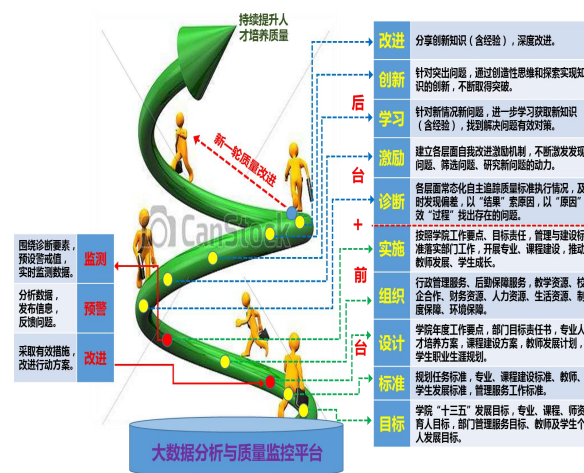 持续提升人
才培养质量
新一轮质量改进
CanStock
后
台
+
前
台
改进
分享创新知识（含经验），深度改进。
创新
针对突出问题，通过创造性思维和探索实现知
识的创新，不断取得突破。
学习
针对新情况新问题，进一步学习获取新知识
（含经验），找到解决问题有效对策。
激励
建立各层面自我改进激励机制，不断激发发现
问题、筛选问题、研究新问题的动力。
诊断
各层面常态化自主追踪质量标准执行情况，及
时发现偏差，以“结果”索原因，以“原因”
效“过程”找出存在的问题。
实施
按照学院工作要点、目标责任，管理与建设标
准落实部门工作，开展专业、课程建设，推动
教师发展、学生成长。
组织
行政管理服务、后勤保障服务，教学资源、校
企合作、财务资源、人力资源、生活资源、制
度保障、环境保障。
设计
学院年度工作要点，部门目标责任书，专业人
才培养方案，课程建设方案，教师发展计划，
学生职业生涯规划。
标准
规划任务标准，专业、课程建设标准、教师、
学生发展标准，管理服务工作标准。
目标
学院“十三五”发展目标，专业、课程、师资
育人目标，部门管理服务目标、教师及学生个
人发展目标。
围绕诊断要素，
预设警戒值，
实时监测数据。
监测
分析数据，
发布信息，
反馈问题。
预警
采取有效措施，
改进行动方案。
改进
大数据分析与质量监控平台